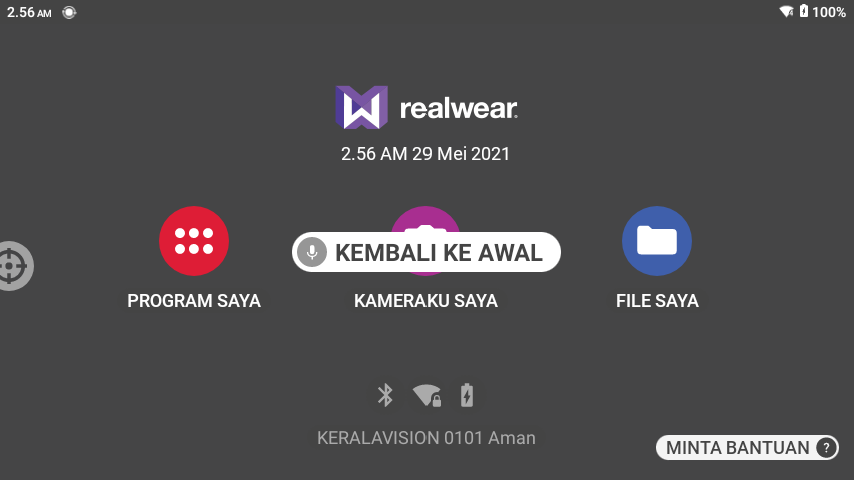 2.56 AM
100%
realwear
2.56 AM 29 Mei 2021
KEMBALI KE AWAL
PROGRAM SAYA
KAMERAKU SAYA
FILE SAYA
KERALAVISION 0101 Aman
MINTA BANTUAN ?